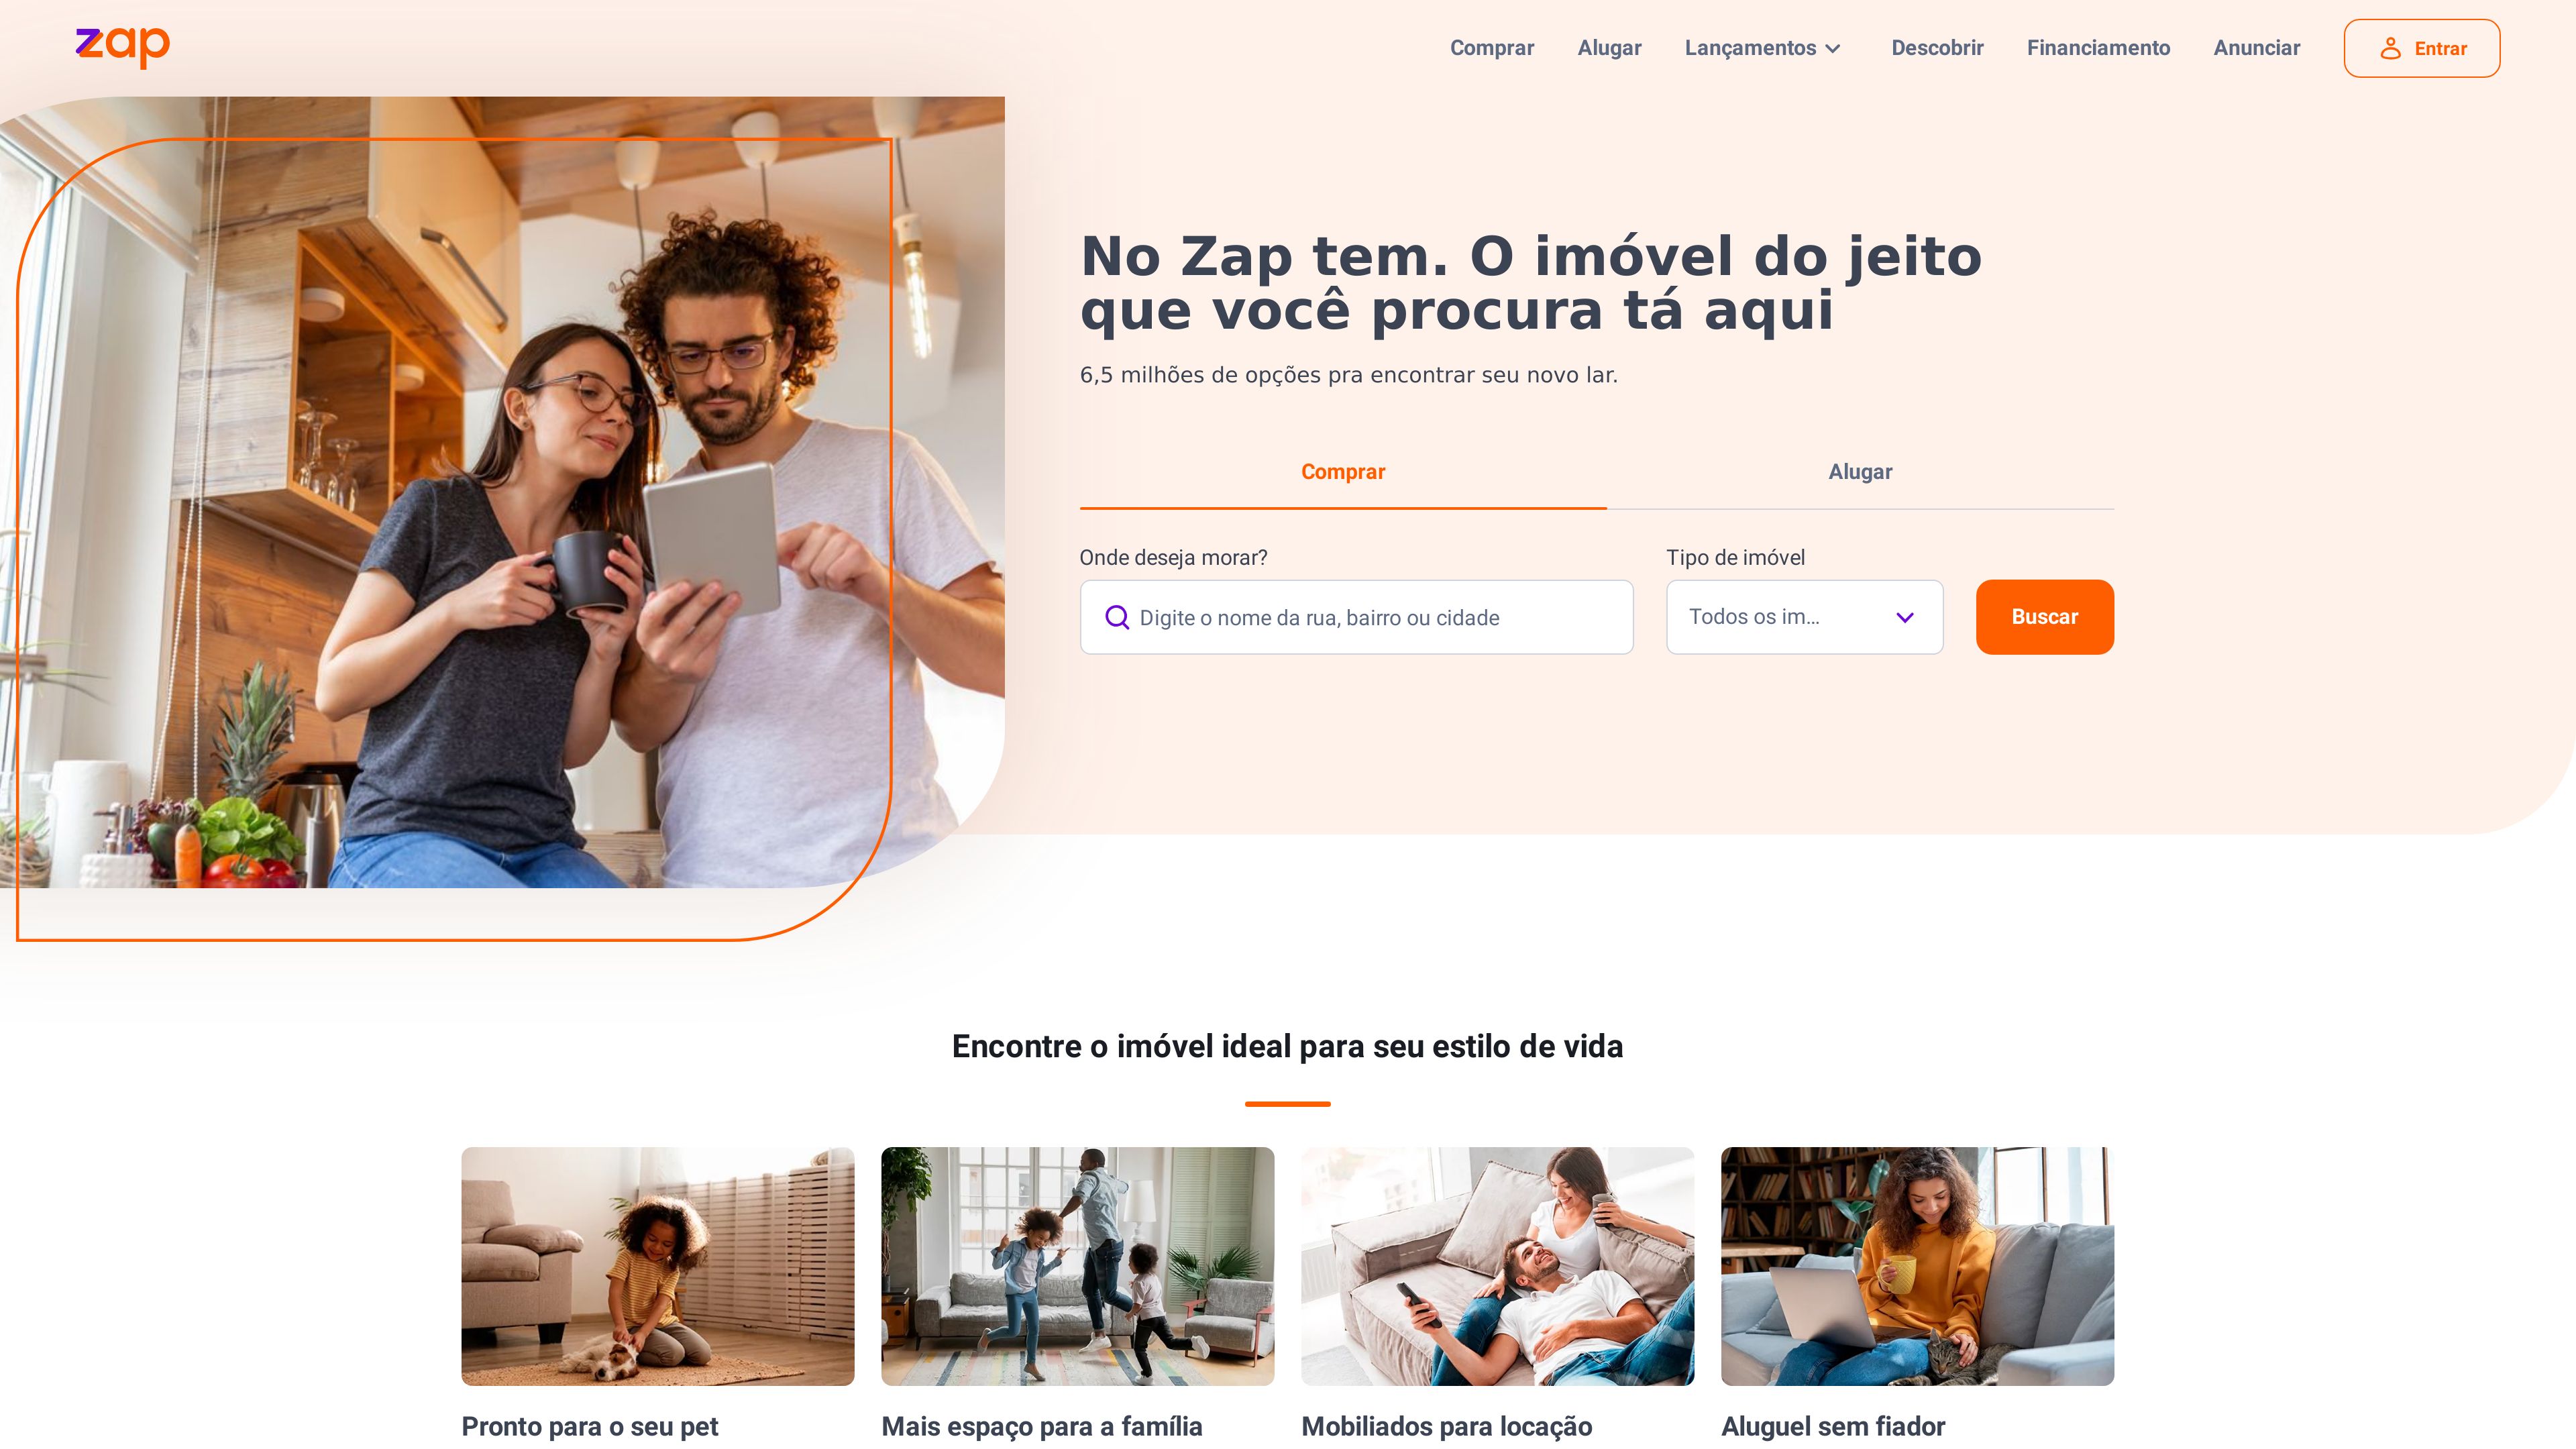 zap
Comprar
Alugar
Lançamentos
Descobrir
Financiamento
Anunciar
Entrar
No Zap tem. O imóvel do jeito
que você procura tá aqui
6,5 milhões de opções pra encontrar seu novo lar.
Comprar
Alugar
Onde deseja morar?
Tipo de imóvel
Digite o nome da rua, bairro ou cidade
Todos os im...
Buscar
Encontre o imóvel ideal para seu estilo de vida
Pronto para o seu pet
Mais espaço para a família
Mobiliados para locação
Aluguel sem fiador